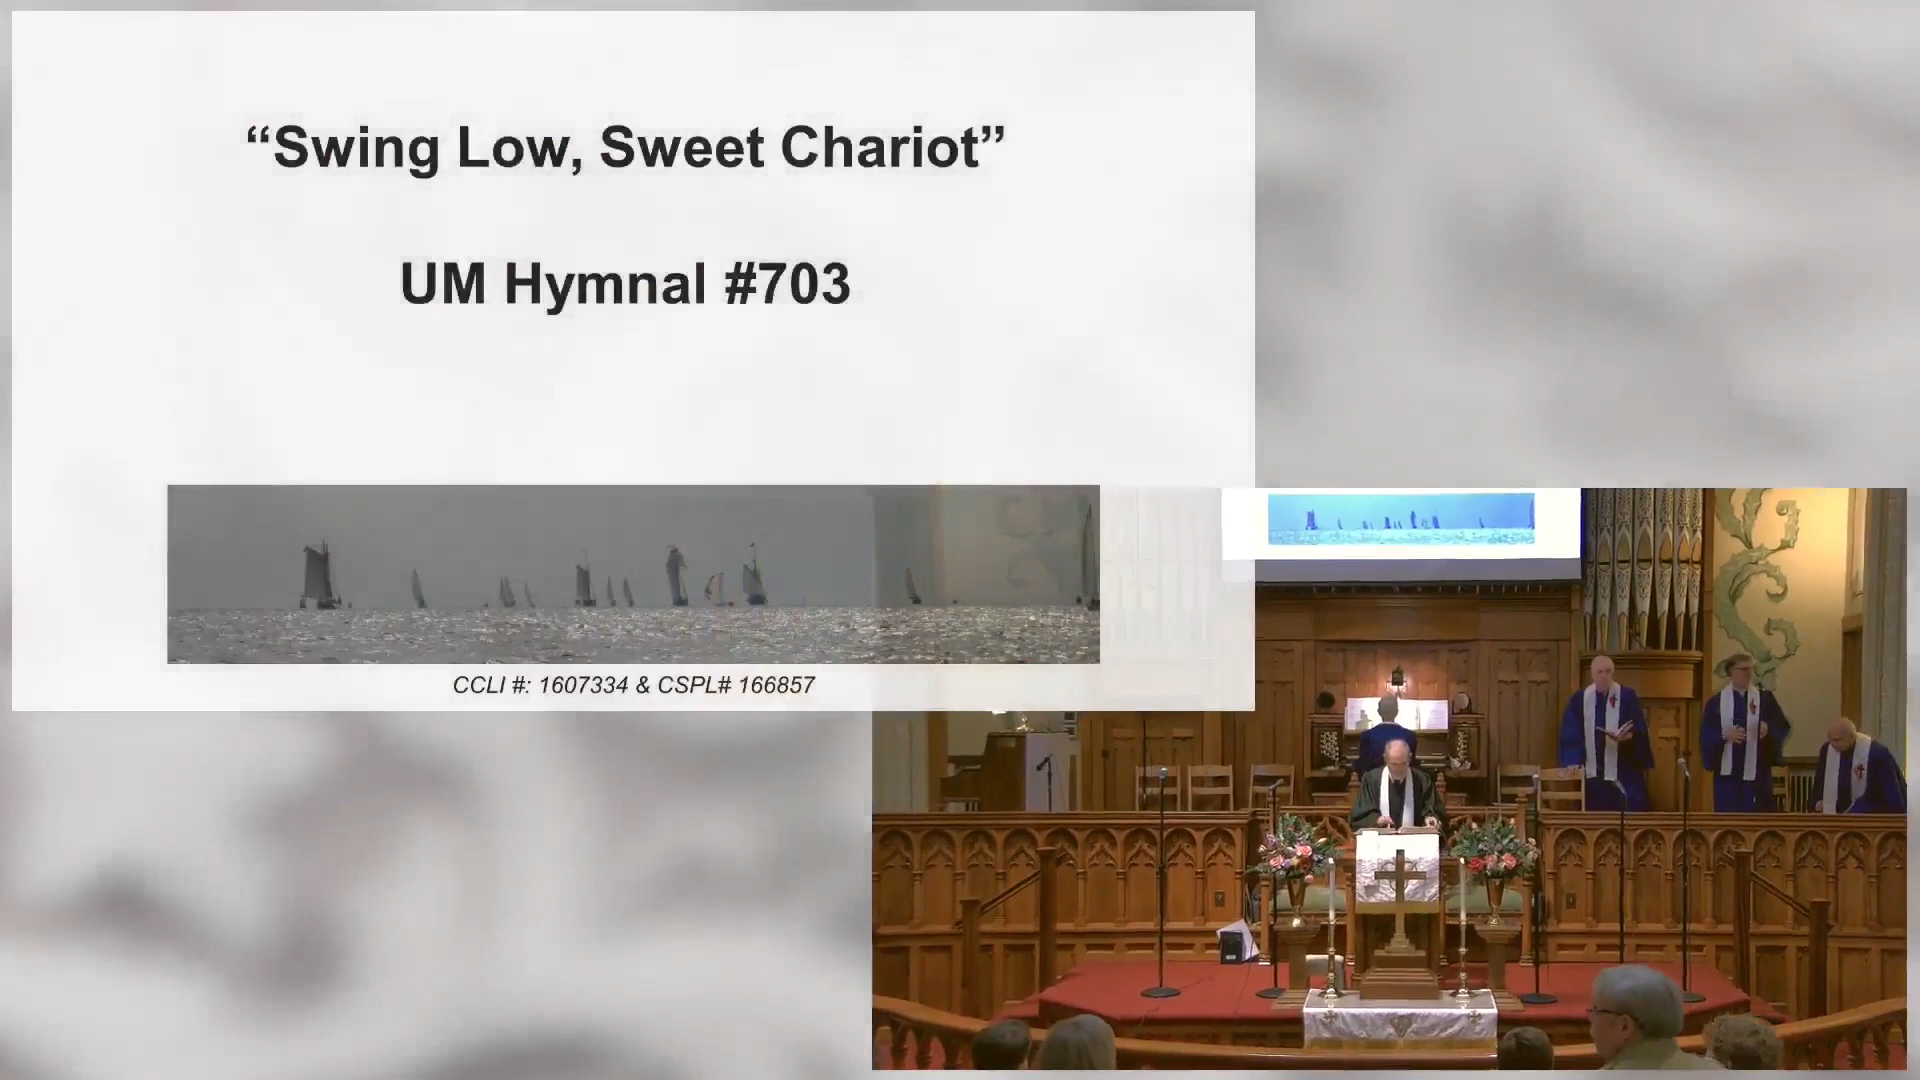 “Swing Low, Sweet Chariot”
UM Hymnal #703
CCLI #: 1607334 & CSPL# 166857